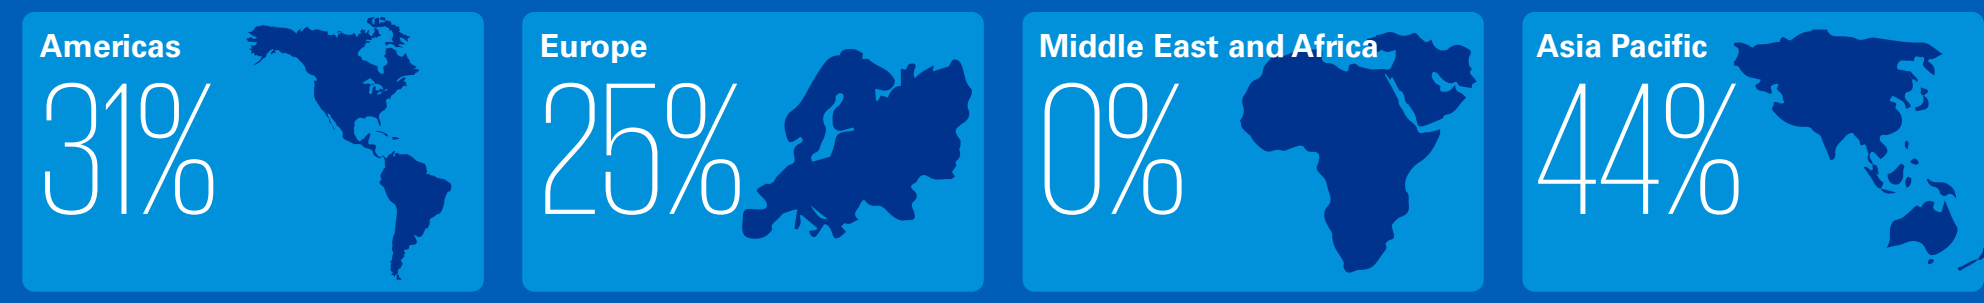 Americas
31%
Europe
25%
Middle East and Africa
0%
Asia Pacific
44%